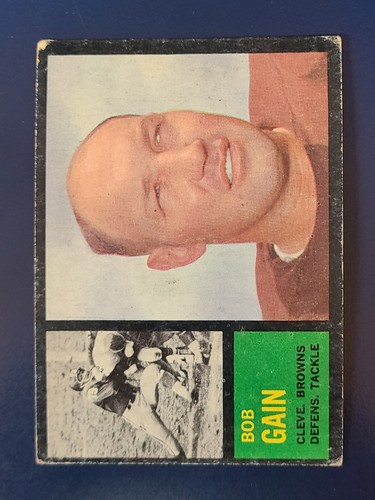 BOB
GAIN
CLEVE. BROWNS
DEFENS. TACKLE